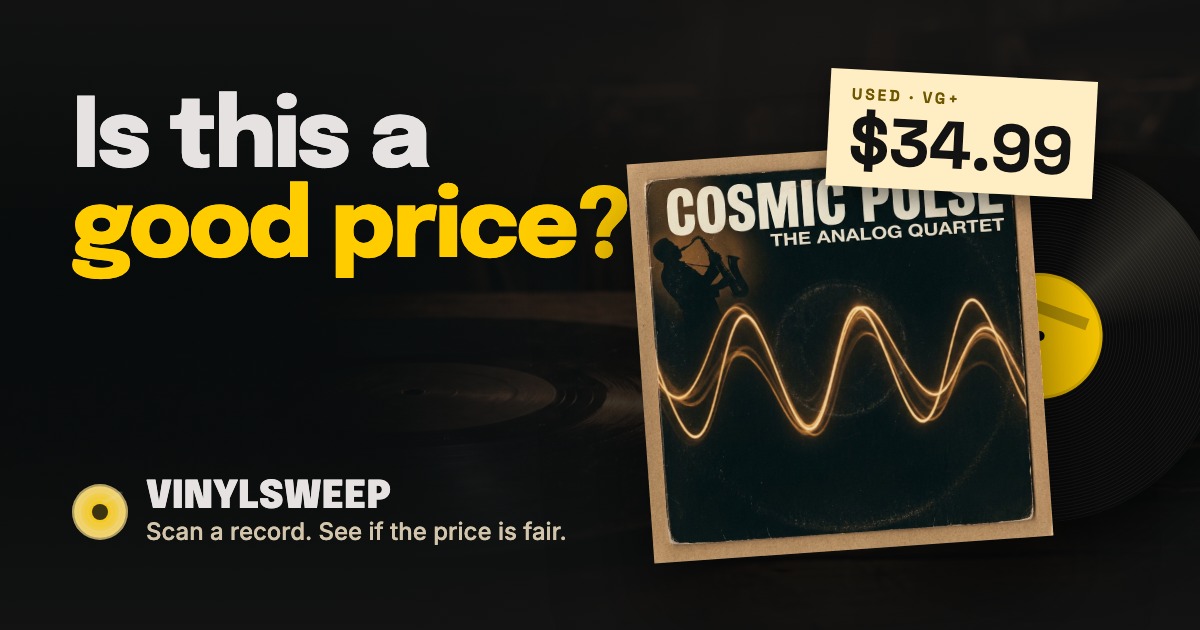 Is this a
good price?
USED · VG+
$34.99
COSMIC PULSE
THE ANALOG QUARTET
VINYLSWEEP
Scan a record. See if the price is fair.